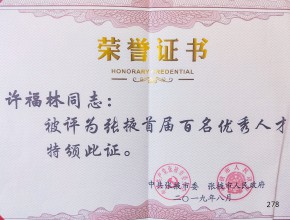 荣誉证书
HONORARY CREDENTIAL
许福林同志：
被评为张掖首届百名优秀人才
特颁此证。
中共张掖市委 张掖市人民政府
二〇一九年八月
278